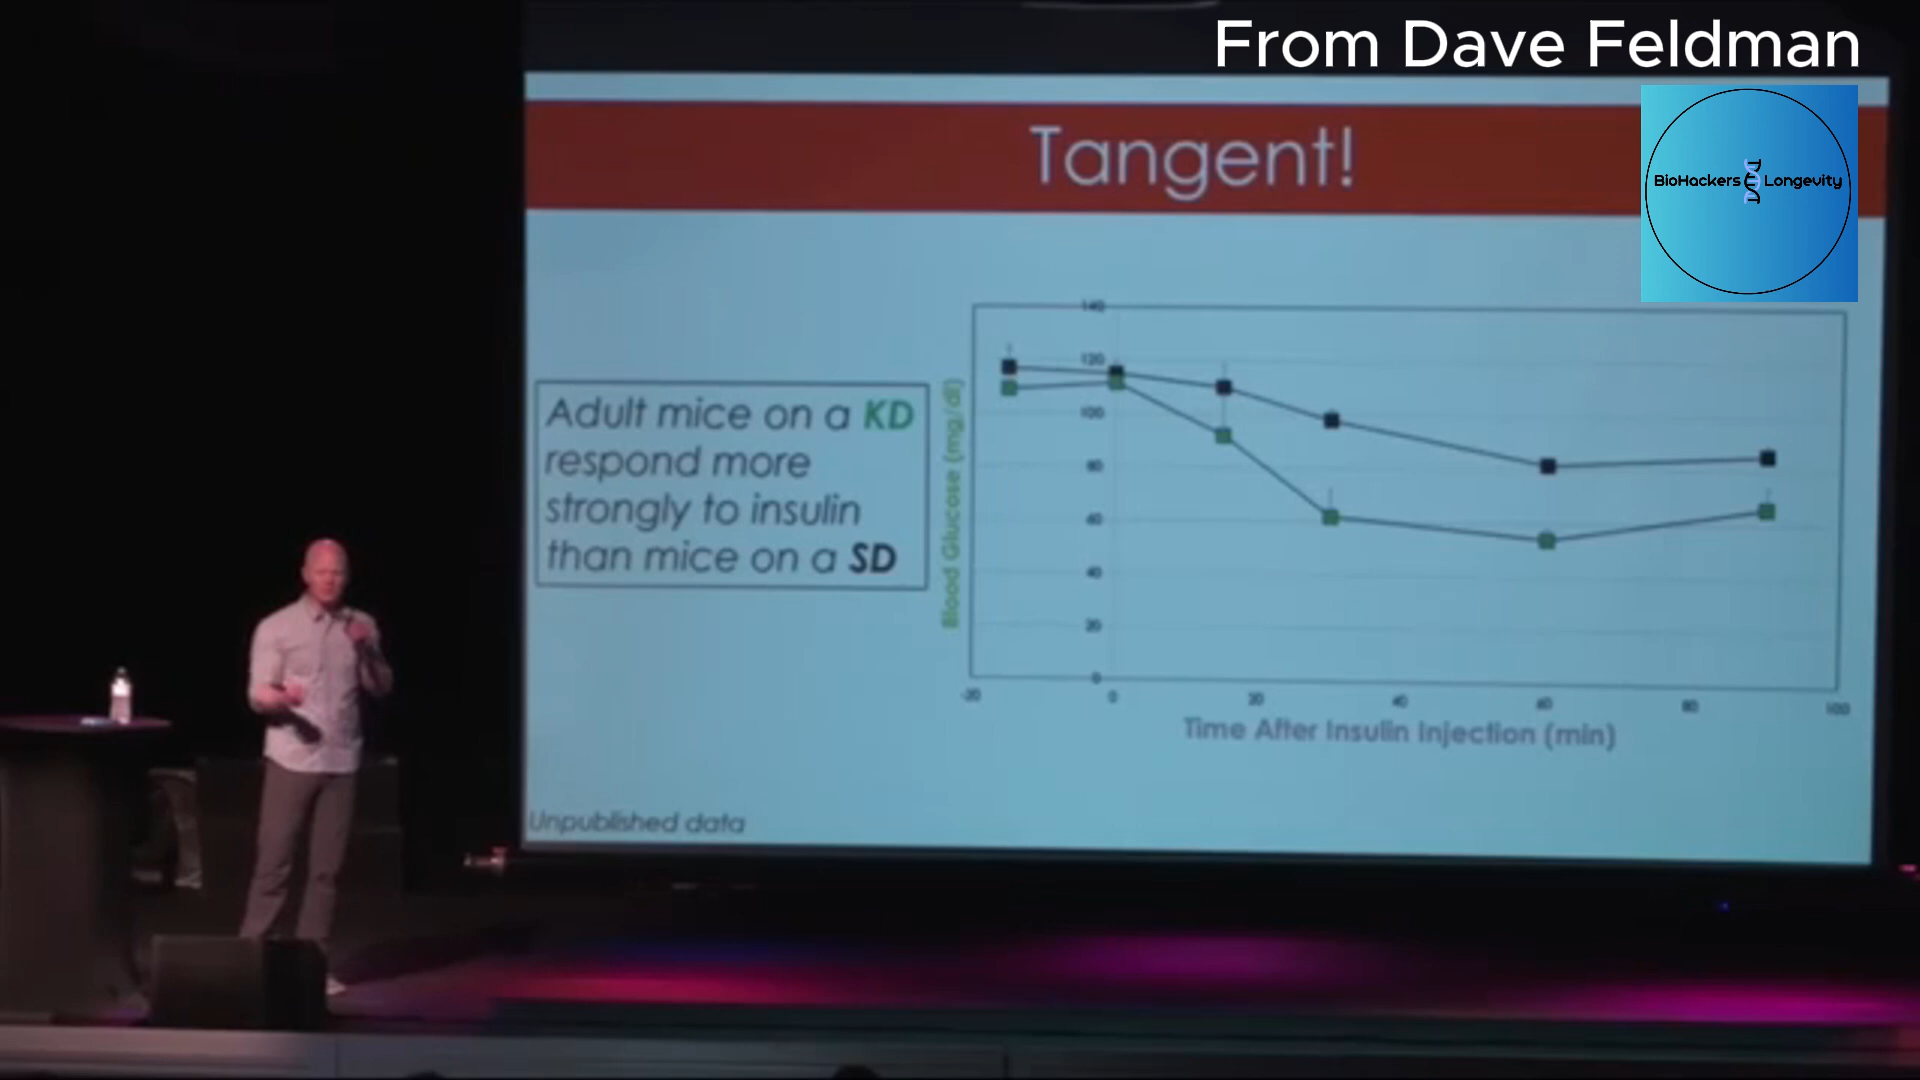 From Dave Feldman
Tangent!
BioHackers Longevity
Adult mice on a KD
respond more
strongly to insulin
than mice on a SD
Blood Glucose (mg/dl)
140
120
100
80
60
40
20
0
-20 0 20 40 60 80 100
Time After Insulin Injection (min)
Unpublished data